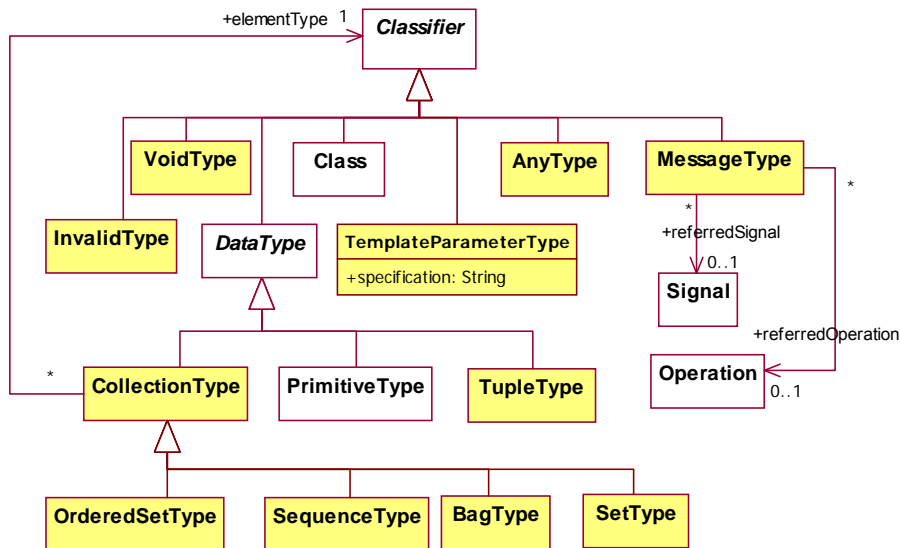 +elementType 1
Classifier
VoidType
Class
AnyType
MessageType
*
*
InvalidType
DataType
TemplateParameterType
+specification: String
+referredSignal
0..1
Signal
+referredOperation
*
CollectionType
PrimitiveType
TupleType
Operation
0..1
OrderedSetType
SequenceType
BagType
SetType